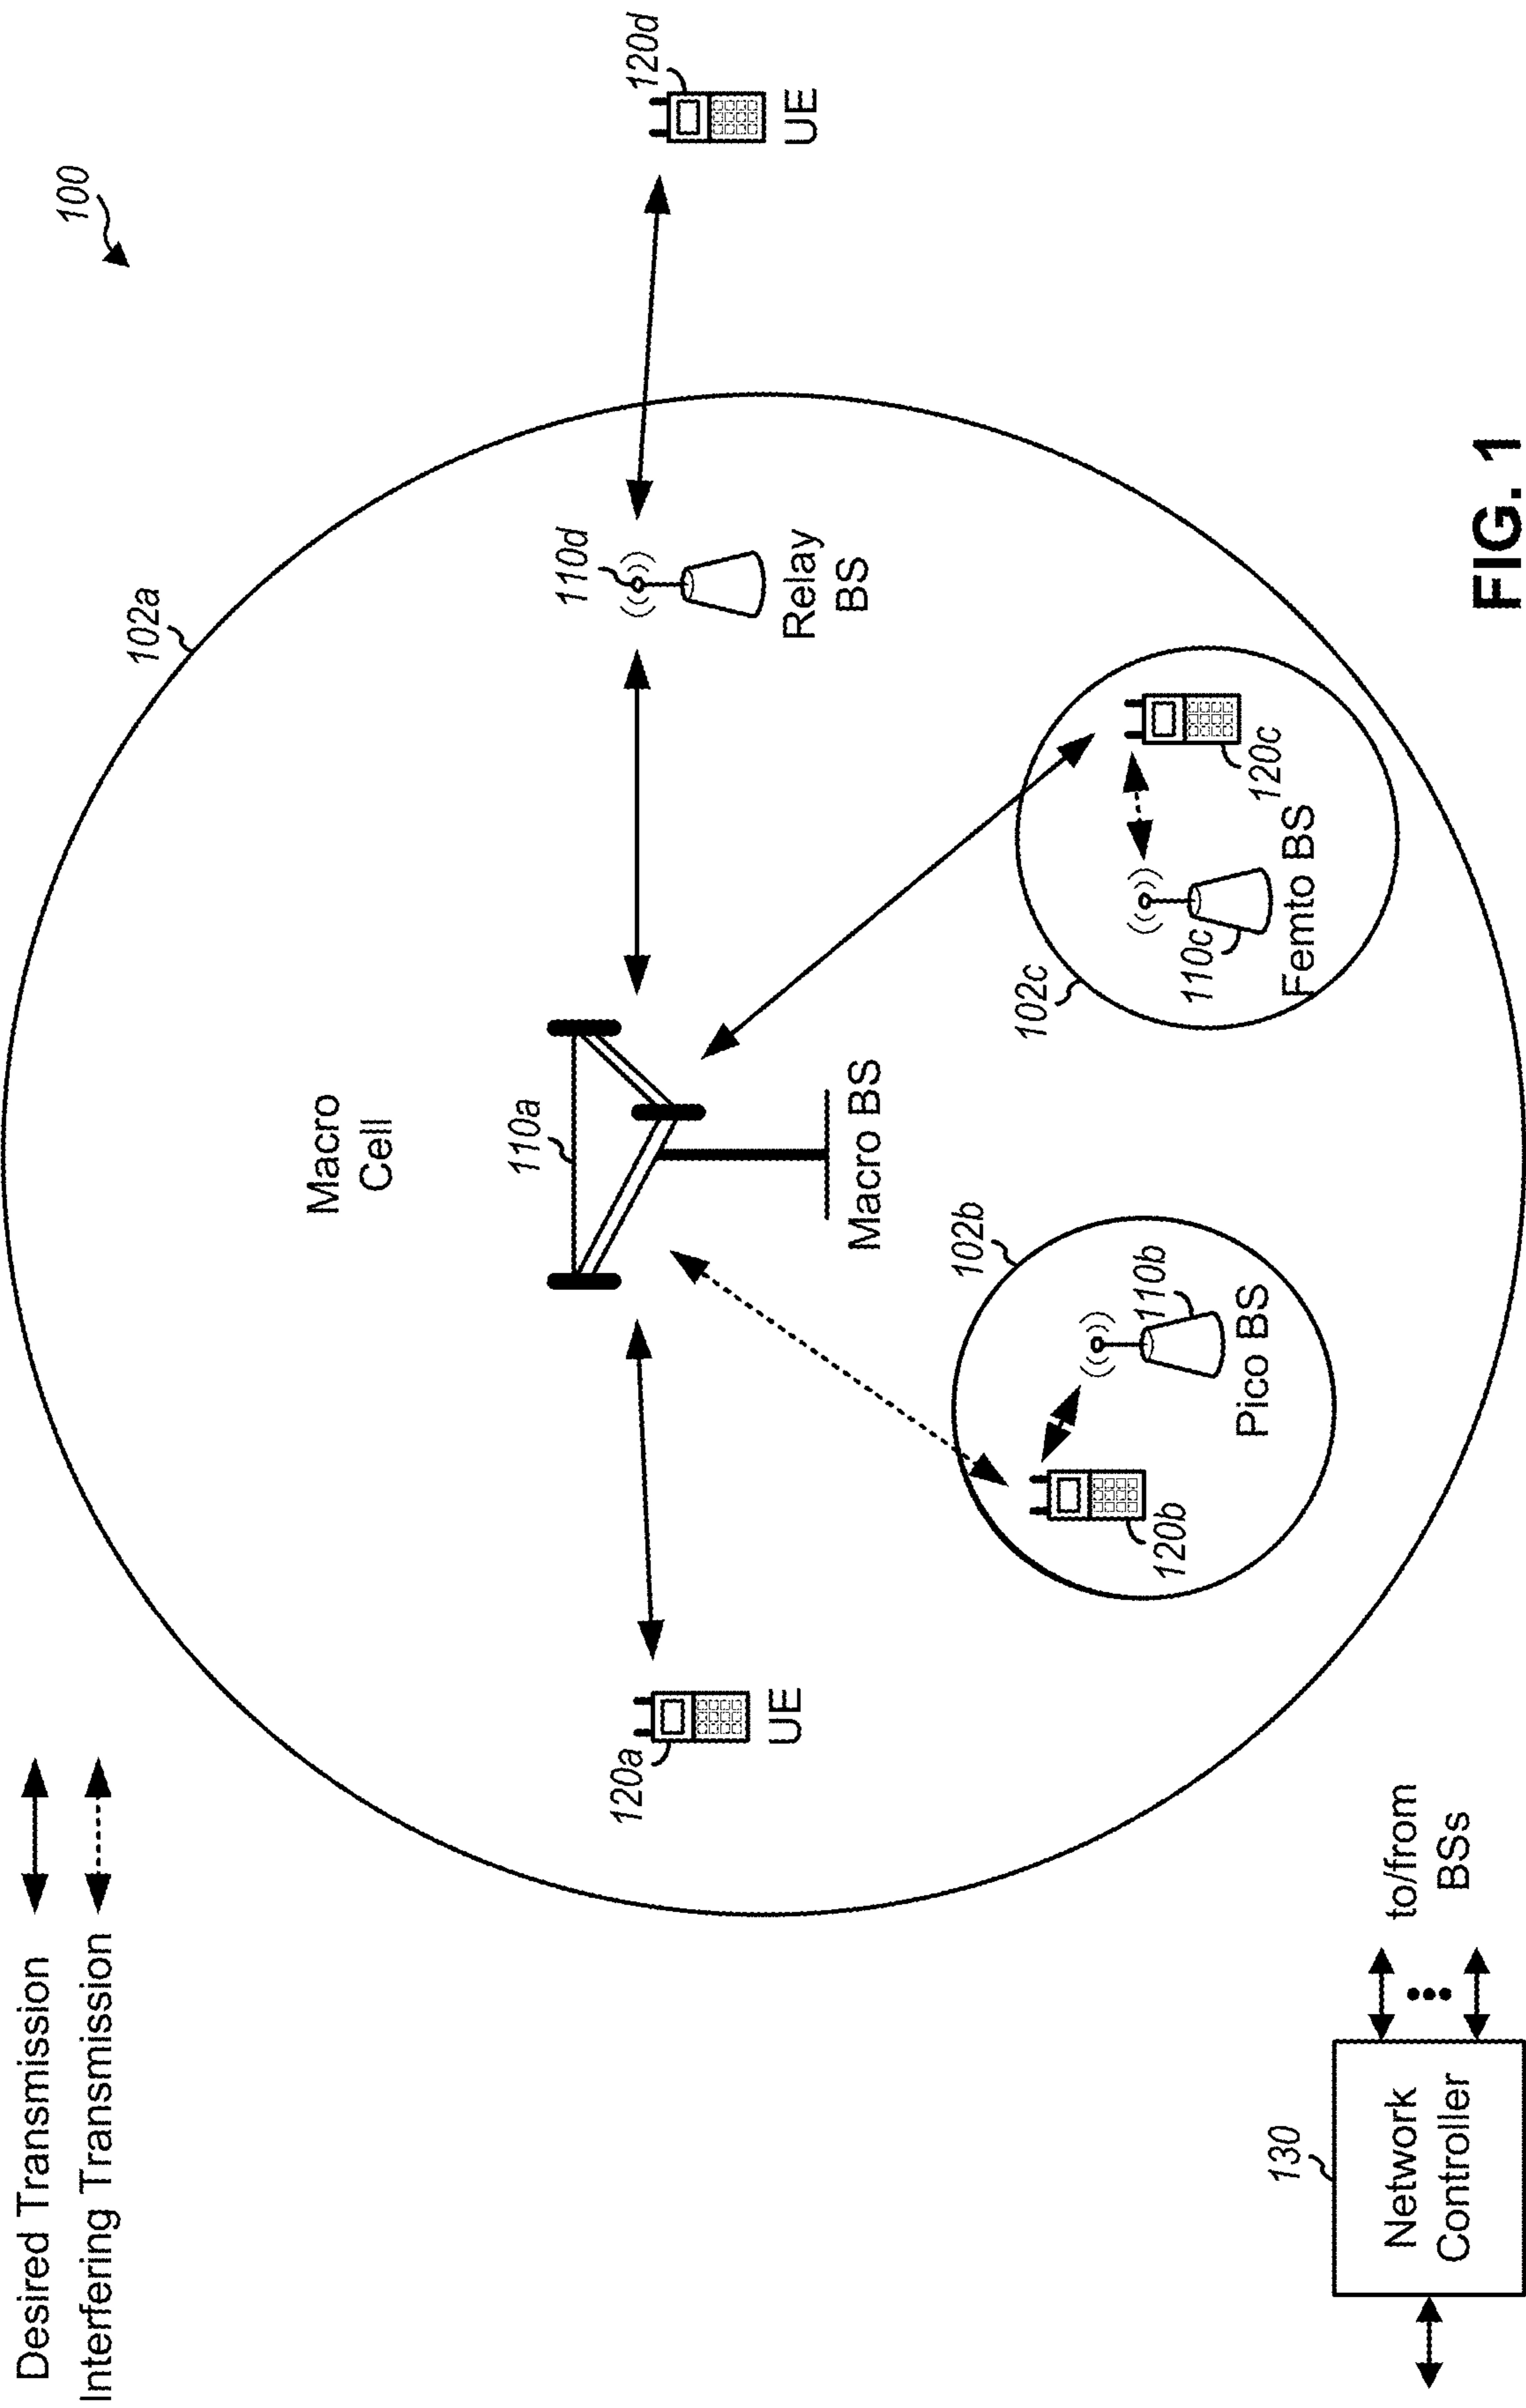 Desired Transmission
Interfering Transmission
100
102a
Macro
Cell
110a
110d
120d
120a
UE
Macro BS
Relay
BS
UE
102b
102c
110b
120b
Pico BS
110c
120c
Femto BS
130
Network
Controller
to/from
BSs
FIG. 1